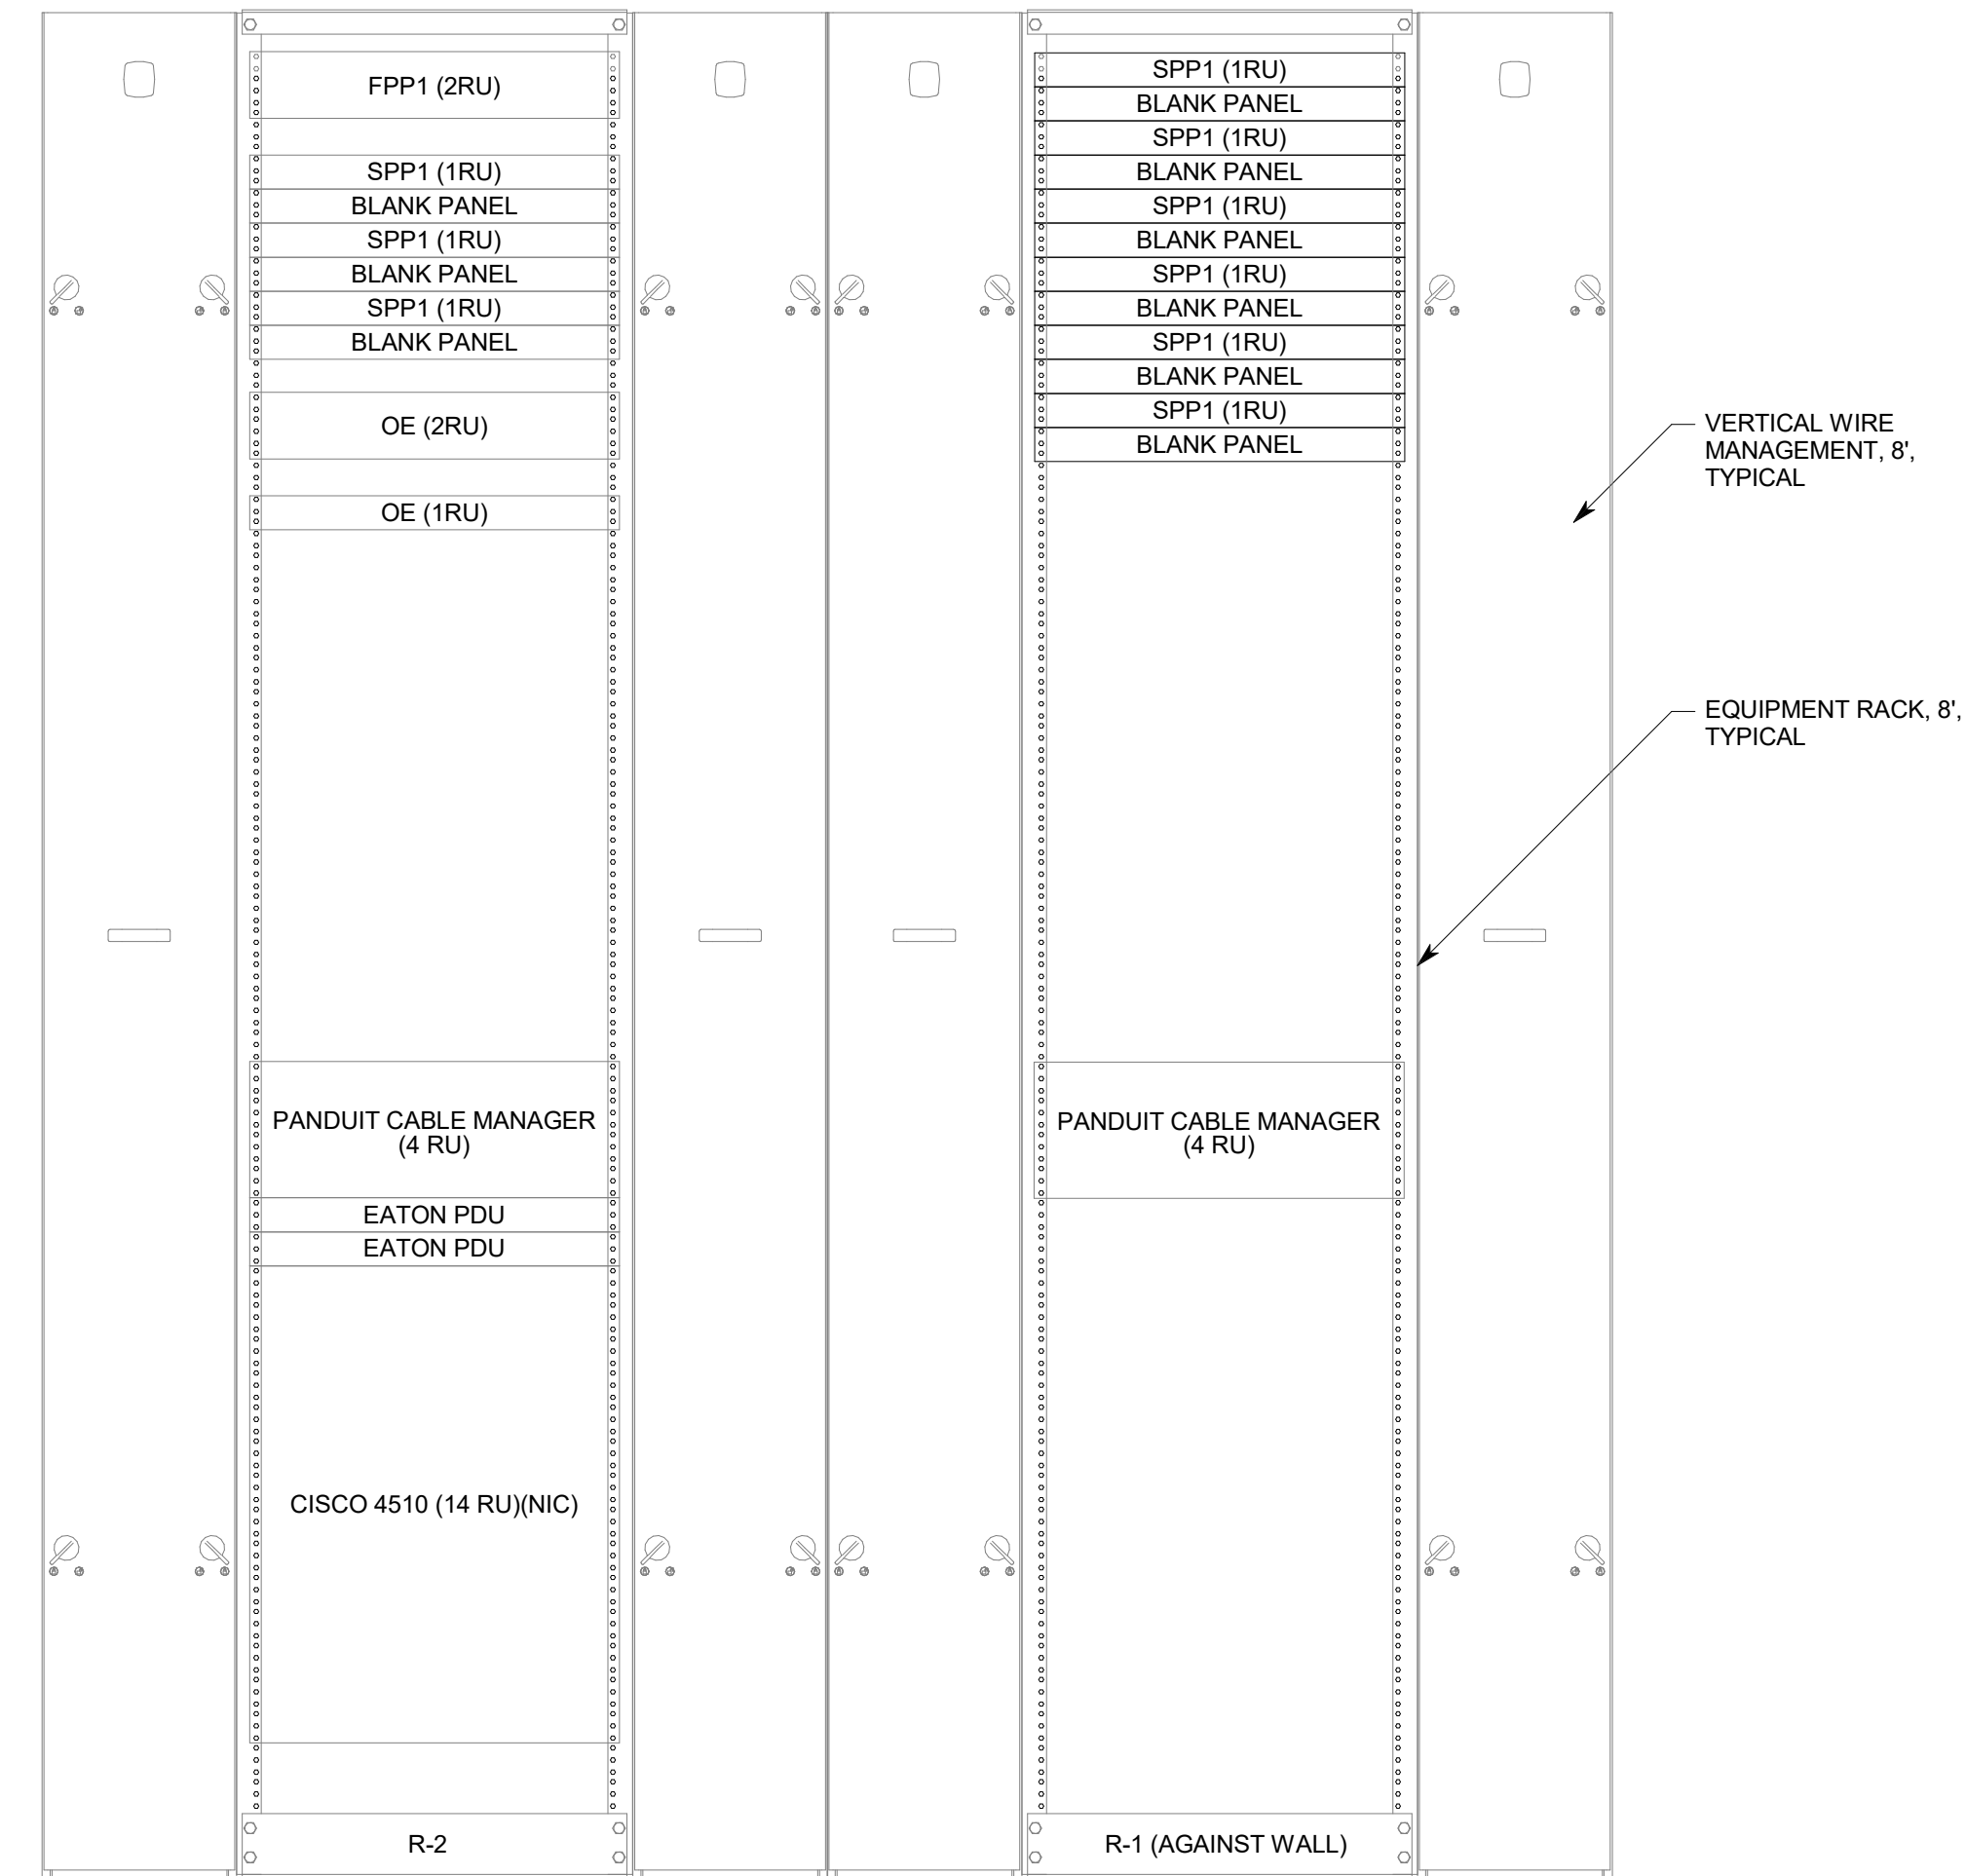 FPP1 (2RU)
SPP1 (1RU)
BLANK PANEL
SPP1 (1RU)
BLANK PANEL
SPP1 (1RU)
BLANK PANEL
OE (2RU)
OE (1RU)
PANDUIT CABLE MANAGER
(4 RU)
EATON PDU
EATON PDU
CISCO 4510 (14 RU)(NIC)
R-2
SPP1 (1RU)
BLANK PANEL
SPP1 (1RU)
BLANK PANEL
SPP1 (1RU)
BLANK PANEL
SPP1 (1RU)
BLANK PANEL
SPP1 (1RU)
BLANK PANEL
SPP1 (1RU)
BLANK PANEL
PANDUIT CABLE MANAGER
(4 RU)
R-1 (AGAINST WALL)
VERTICAL WIRE
MANAGEMENT, 8',
TYPICAL
EQUIPMENT RACK, 8',
TYPICAL